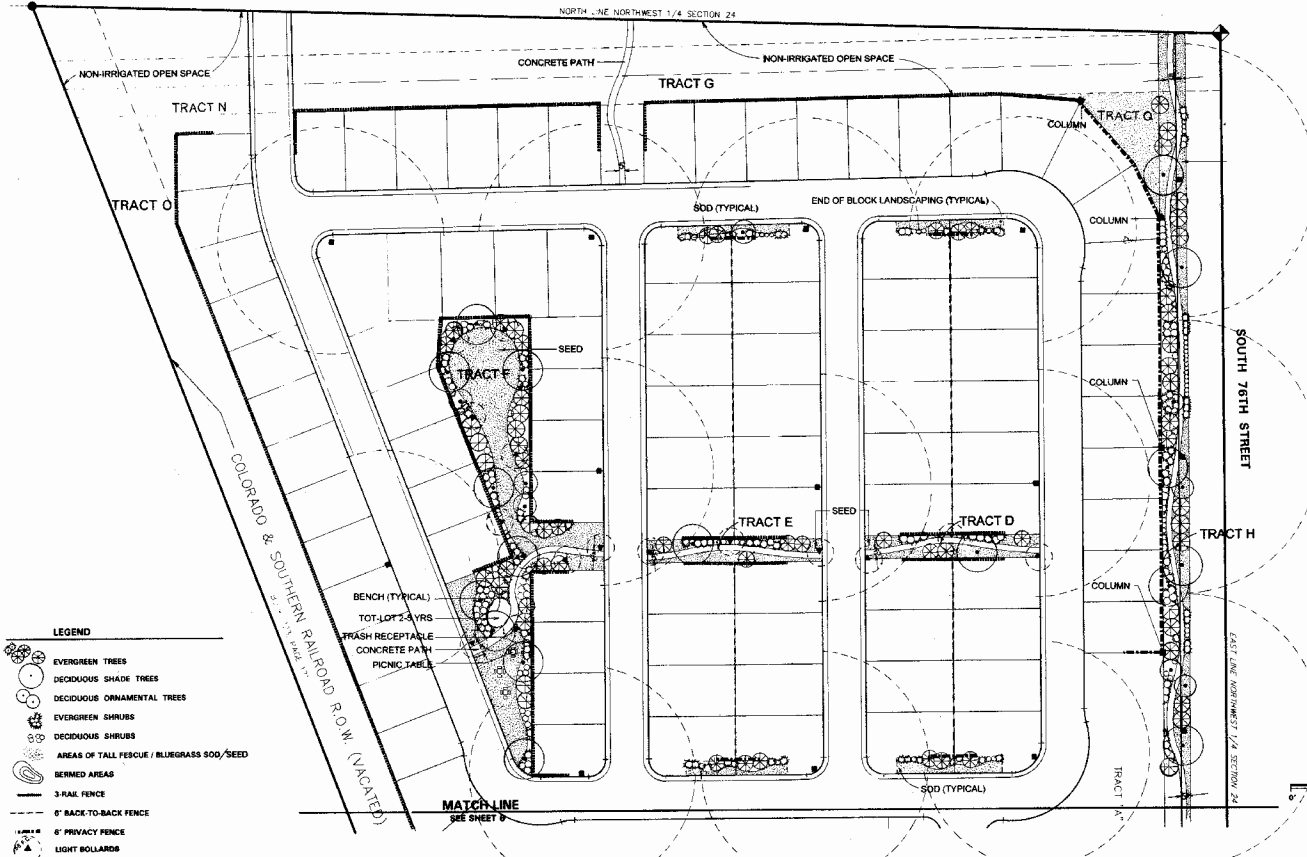 NORTH LINE NORTHWEST 1/4 SECTION 24
NON-IRRIGATED OPEN SPACE
CONCRETE PATH
NON-IRRIGATED OPEN SPACE
TRACT N
TRACT G
COLUMN
TRACT Q
TRACT O
SOD (TYPICAL)
END OF BLOCK LANDSCAPING (TYPICAL)
COLUMN
SEED
TRACT F
COLUMN
SOUTH 76TH STREET
COLORADO & SOUTHERN RAILROAD R.O.W. (VACATED)
TRACT E
SEED
TRACT D
TRACT H
COLUMN
BENCH (TYPICAL)
TOT-LOT 2-5 YRS
TRASH RECEPTACLE
CONCRETE PATH
PICNIC TABLE
EAST LINE NORTHWEST 1/4 SECTION 24
TRACT "A"
SOD (TYPICAL)
MATCH LINE
SEE SHEET
0'
LEGEND
EVERGREEN TREES
DECIDUOUS SHADE TREES
DECIDUOUS ORNAMENTAL TREES
EVERGREEN SHRUBS
DECIDUOUS SHRUBS
AREAS OF TALL FESCUE / BLUEGRASS SOD/SEED
BERMED AREAS
3-RAIL FENCE
6' BACK-TO-BACK FENCE
6' PRIVACY FENCE
LIGHT BOLLARDS